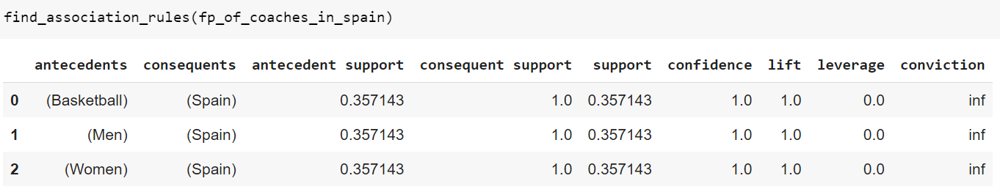 find_association_rules(fp_of_coaches_in_spain)
antecedents consequents antecedent support consequent support support confidence lift leverage conviction
0 (Basketball) (Spain) 0.357143 1.0 0.357143 1.0 1.0 0.0 inf
1 (Men) (Spain) 0.357143 1.0 0.357143 1.0 1.0 0.0 inf
2 (Women) (Spain) 0.357143 1.0 0.357143 1.0 1.0 0.0 inf